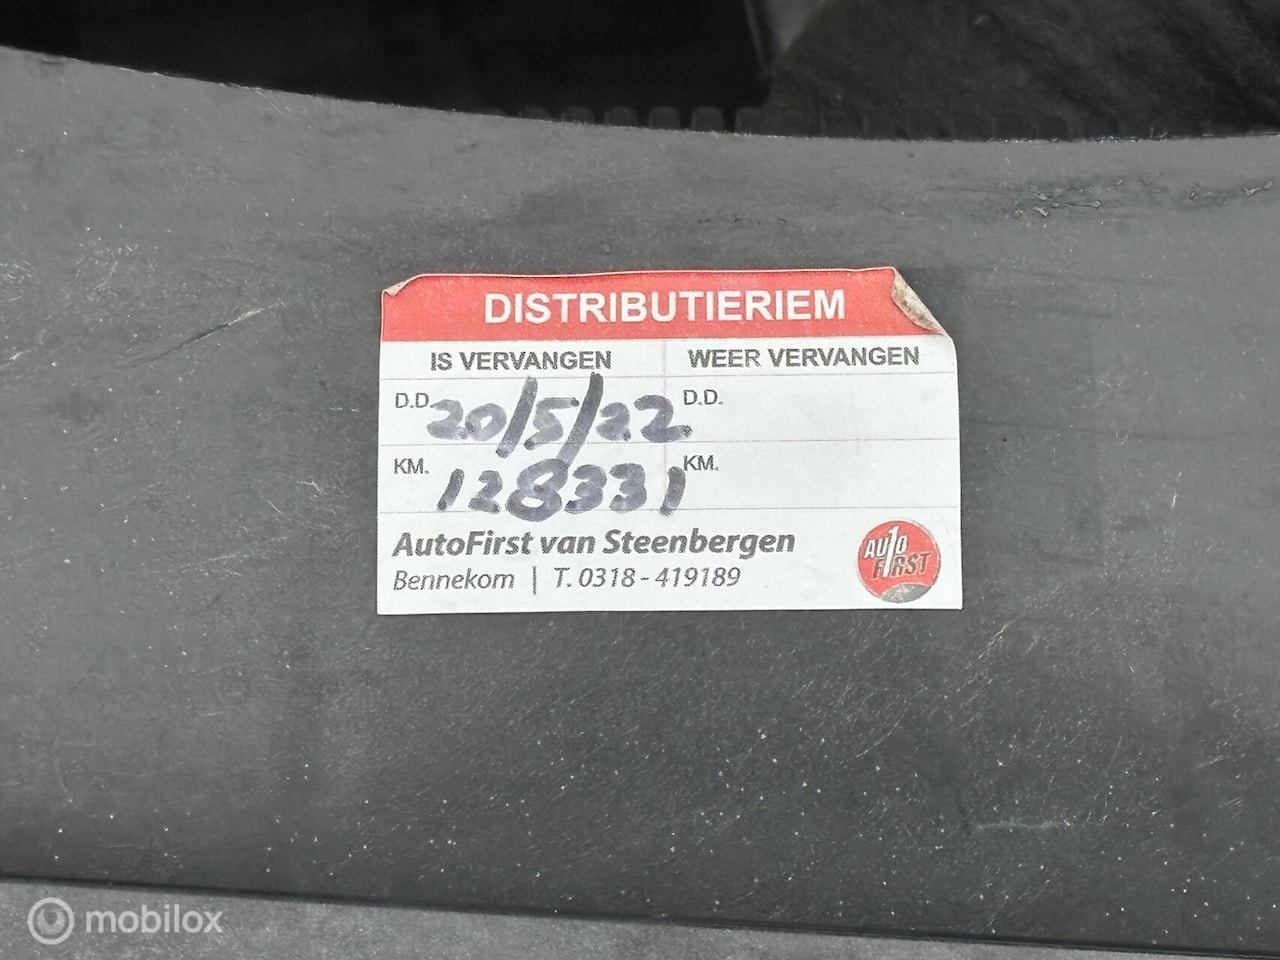 DISTRIBUTIERIEM
IS VERVANGEN WEER VERVANGEN
D.D. 20/5/22 D.D.
KM. 128331 KM.
AutoFirst van Steenbergen
Bennekom | T. 0318 - 419189
AUTO
F1RST
mobilox